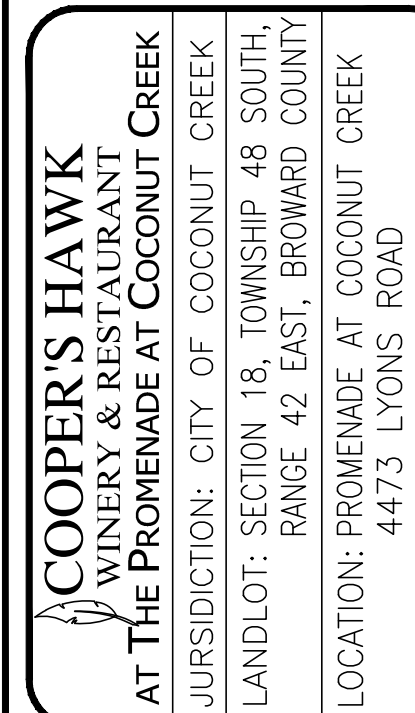 COOPER'S HAWK
WINERY & RESTAURANT
AT THE PROMENADE AT COCONUT CREEK
JURSIDICTION: CITY OF COCONUT CREEK
LANDLOT: SECTION 18, TOWNSHIP 48 SOUTH,
RANGE 42 EAST, BROWARD COUNTY
LOCATION: PROMENADE AT COCONUT CREEK
4473 LYONS ROAD